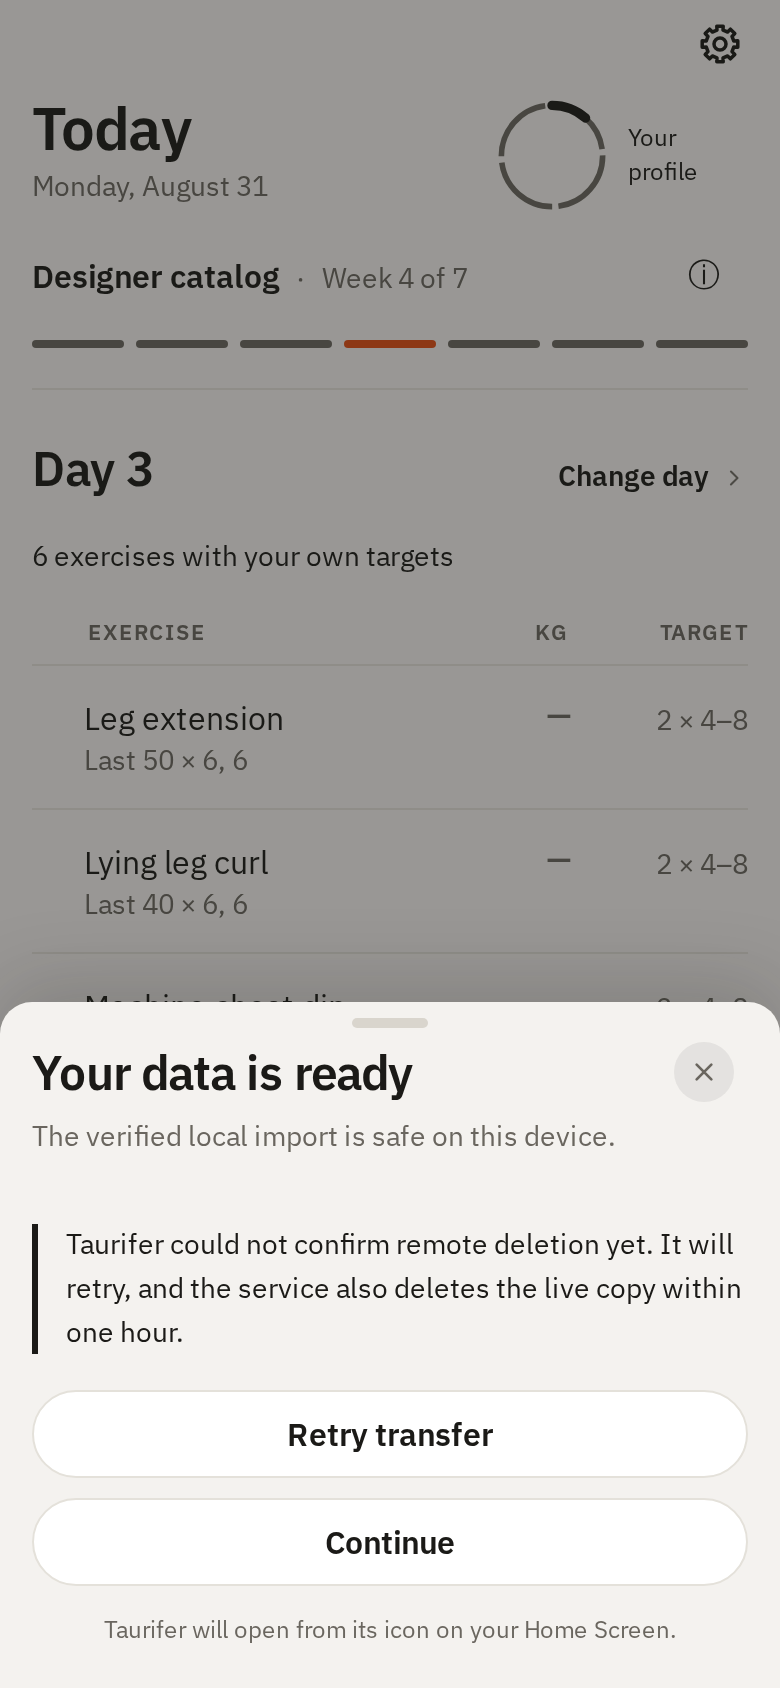 Today
Monday, August 31
Your
profile
Designer catalog · Week 4 of 7
Day 3
Change day
6 exercises with your own targets
EXERCISE KG TARGET
Leg extension — 2 × 4–8
Last 50 × 6, 6
Lying leg curl — 2 × 4–8
Last 40 × 6, 6
Machine chest dip
Your data is ready
The verified local import is safe on this device.
Taurifer could not confirm remote deletion yet. It will
retry, and the service also deletes the live copy within
one hour.
Retry transfer
Continue
Taurifer will open from its icon on your Home Screen.